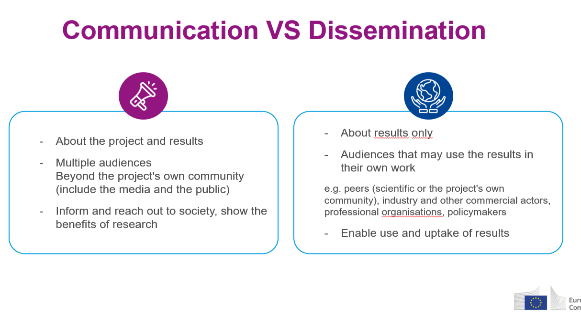 Communication VS Dissemination
- About the project and results
- Multiple audiences
Beyond the project's own community
(include the media and the public)
- Inform and reach out to society, show the
benefits of research
- About results only
- Audiences that may use the results in
their own work
e.g. peers (scientific or the project's own
community), industry and other commercial actors,
professional organisations, policymakers
- Enable use and uptake of results
Euro
Com